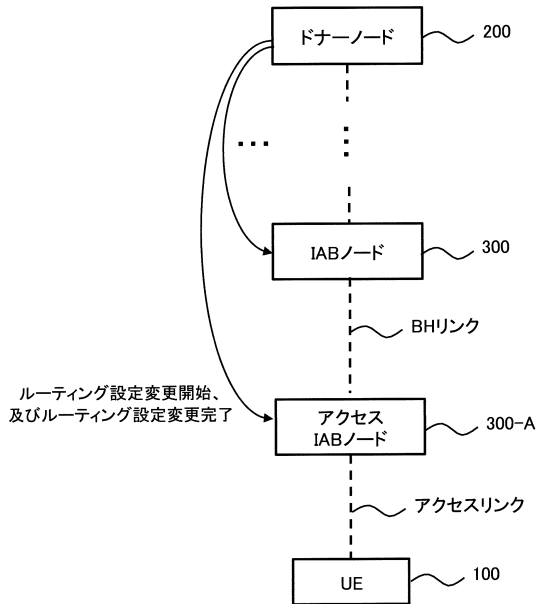 ドナーノード
200
IABノード
300
BHリンク
ルーティング設定変更開始、
及びルーティング設定変更完了
アクセス
IABノード
300-A
アクセスリンク
UE
100